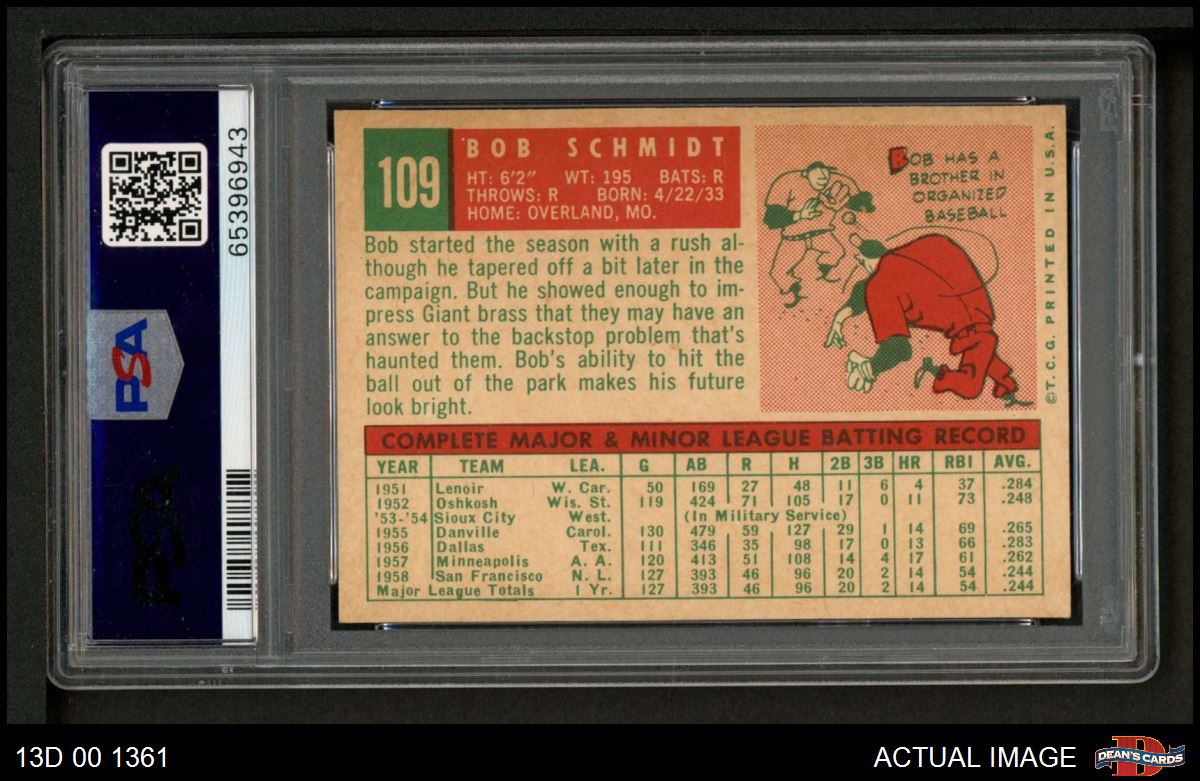 65396943
PSA
PSA
PSA
109
BOB SCHMIDT
HT: 6'2" WT: 195 BATS: R
THROWS: R BORN: 4/22/33
HOME: OVERLAND, MO.
Bob started the season with a rush al-
though he tapered off a bit later in the
campaign. But he showed enough to im-
press Giant brass that they may have an
answer to the backstop problem that's
haunted them. Bob's ability to hit the
ball out of the park makes his future
look bright.
BOB HAS A
BROTHER IN
ORGANIZED
BASEBALL
©T.C.G. PRINTED IN U.S.A.
COMPLETE MAJOR & MINOR LEAGUE BATTING RECORD
YEAR TEAM LEA. G AB R H 2B 3B HR RBI AVG.
1951 Lenoir W. Car. 50 169 27 48 11 6 4 37 .284
1952 Oshkosh Wis. St. 119 424 71 105 17 0 11 73 .248
'53-'54 Sioux City West. (In Military Service)
1955 Danville Carol. 130 479 59 127 29 1 14 69 .265
1956 Dallas Tex. 111 346 35 98 17 0 13 66 .283
1957 Minneapolis A. A. 120 413 51 108 14 4 17 61 .262
1958 San Francisco N. L. 127 393 46 96 20 2 14 54 .244
Major League Totals 1 Yr. 127 393 46 96 20 2 14 54 .244
13D 00 1361
ACTUAL IMAGE
DEAN'S CARDS